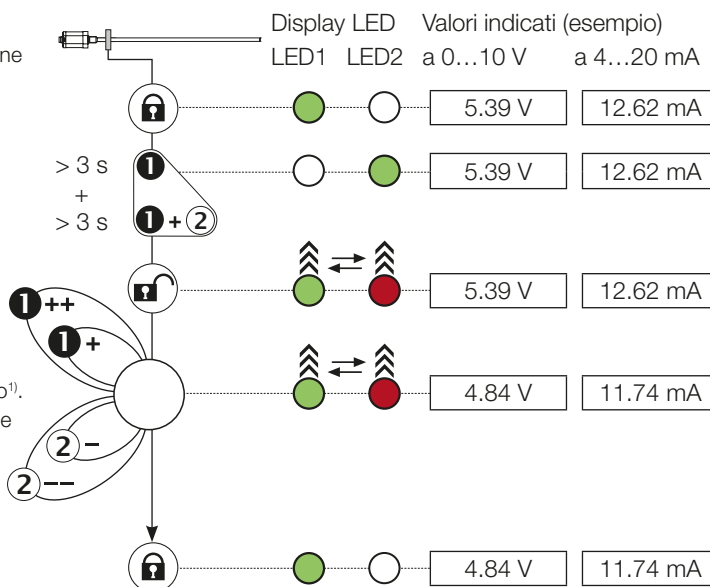 Display LED Valori indicati (esempio)
ne LED1 LED2 a 0…10 V a 4…20 mA
5.39 V 12.62 mA
> 3 s 1 5.39 V 12.62 mA
+
> 3 s 1 + 2
5.39 V 12.62 mA
1 ++
1 +
o¹⁾. 4.84 V 11.74 mA
e
2 −
2 −−
4.84 V 11.74 mA